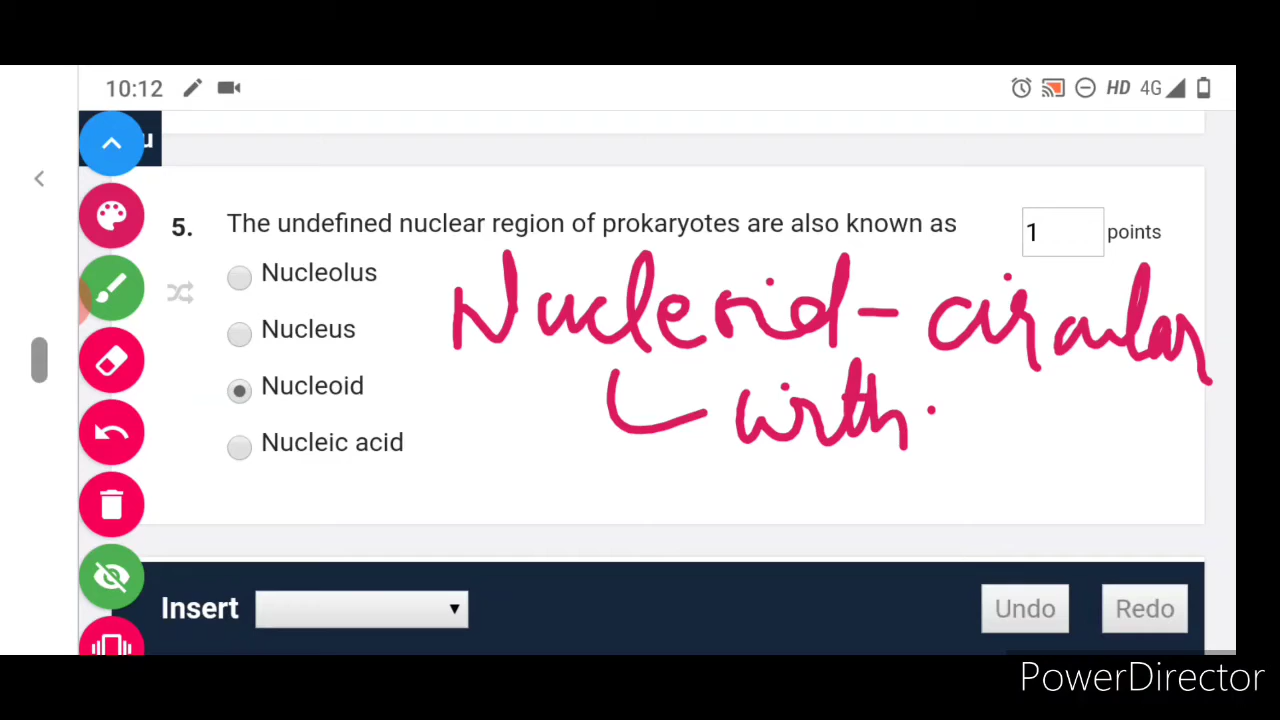 10:12 HD 4G
u
5. The undefined nuclear region of prokaryotes are also known as 1 points
Nucleolus
Nucleoid - circular
Nucleus
Nucleoid
with
Nucleic acid
Insert Undo Redo
PowerDirector